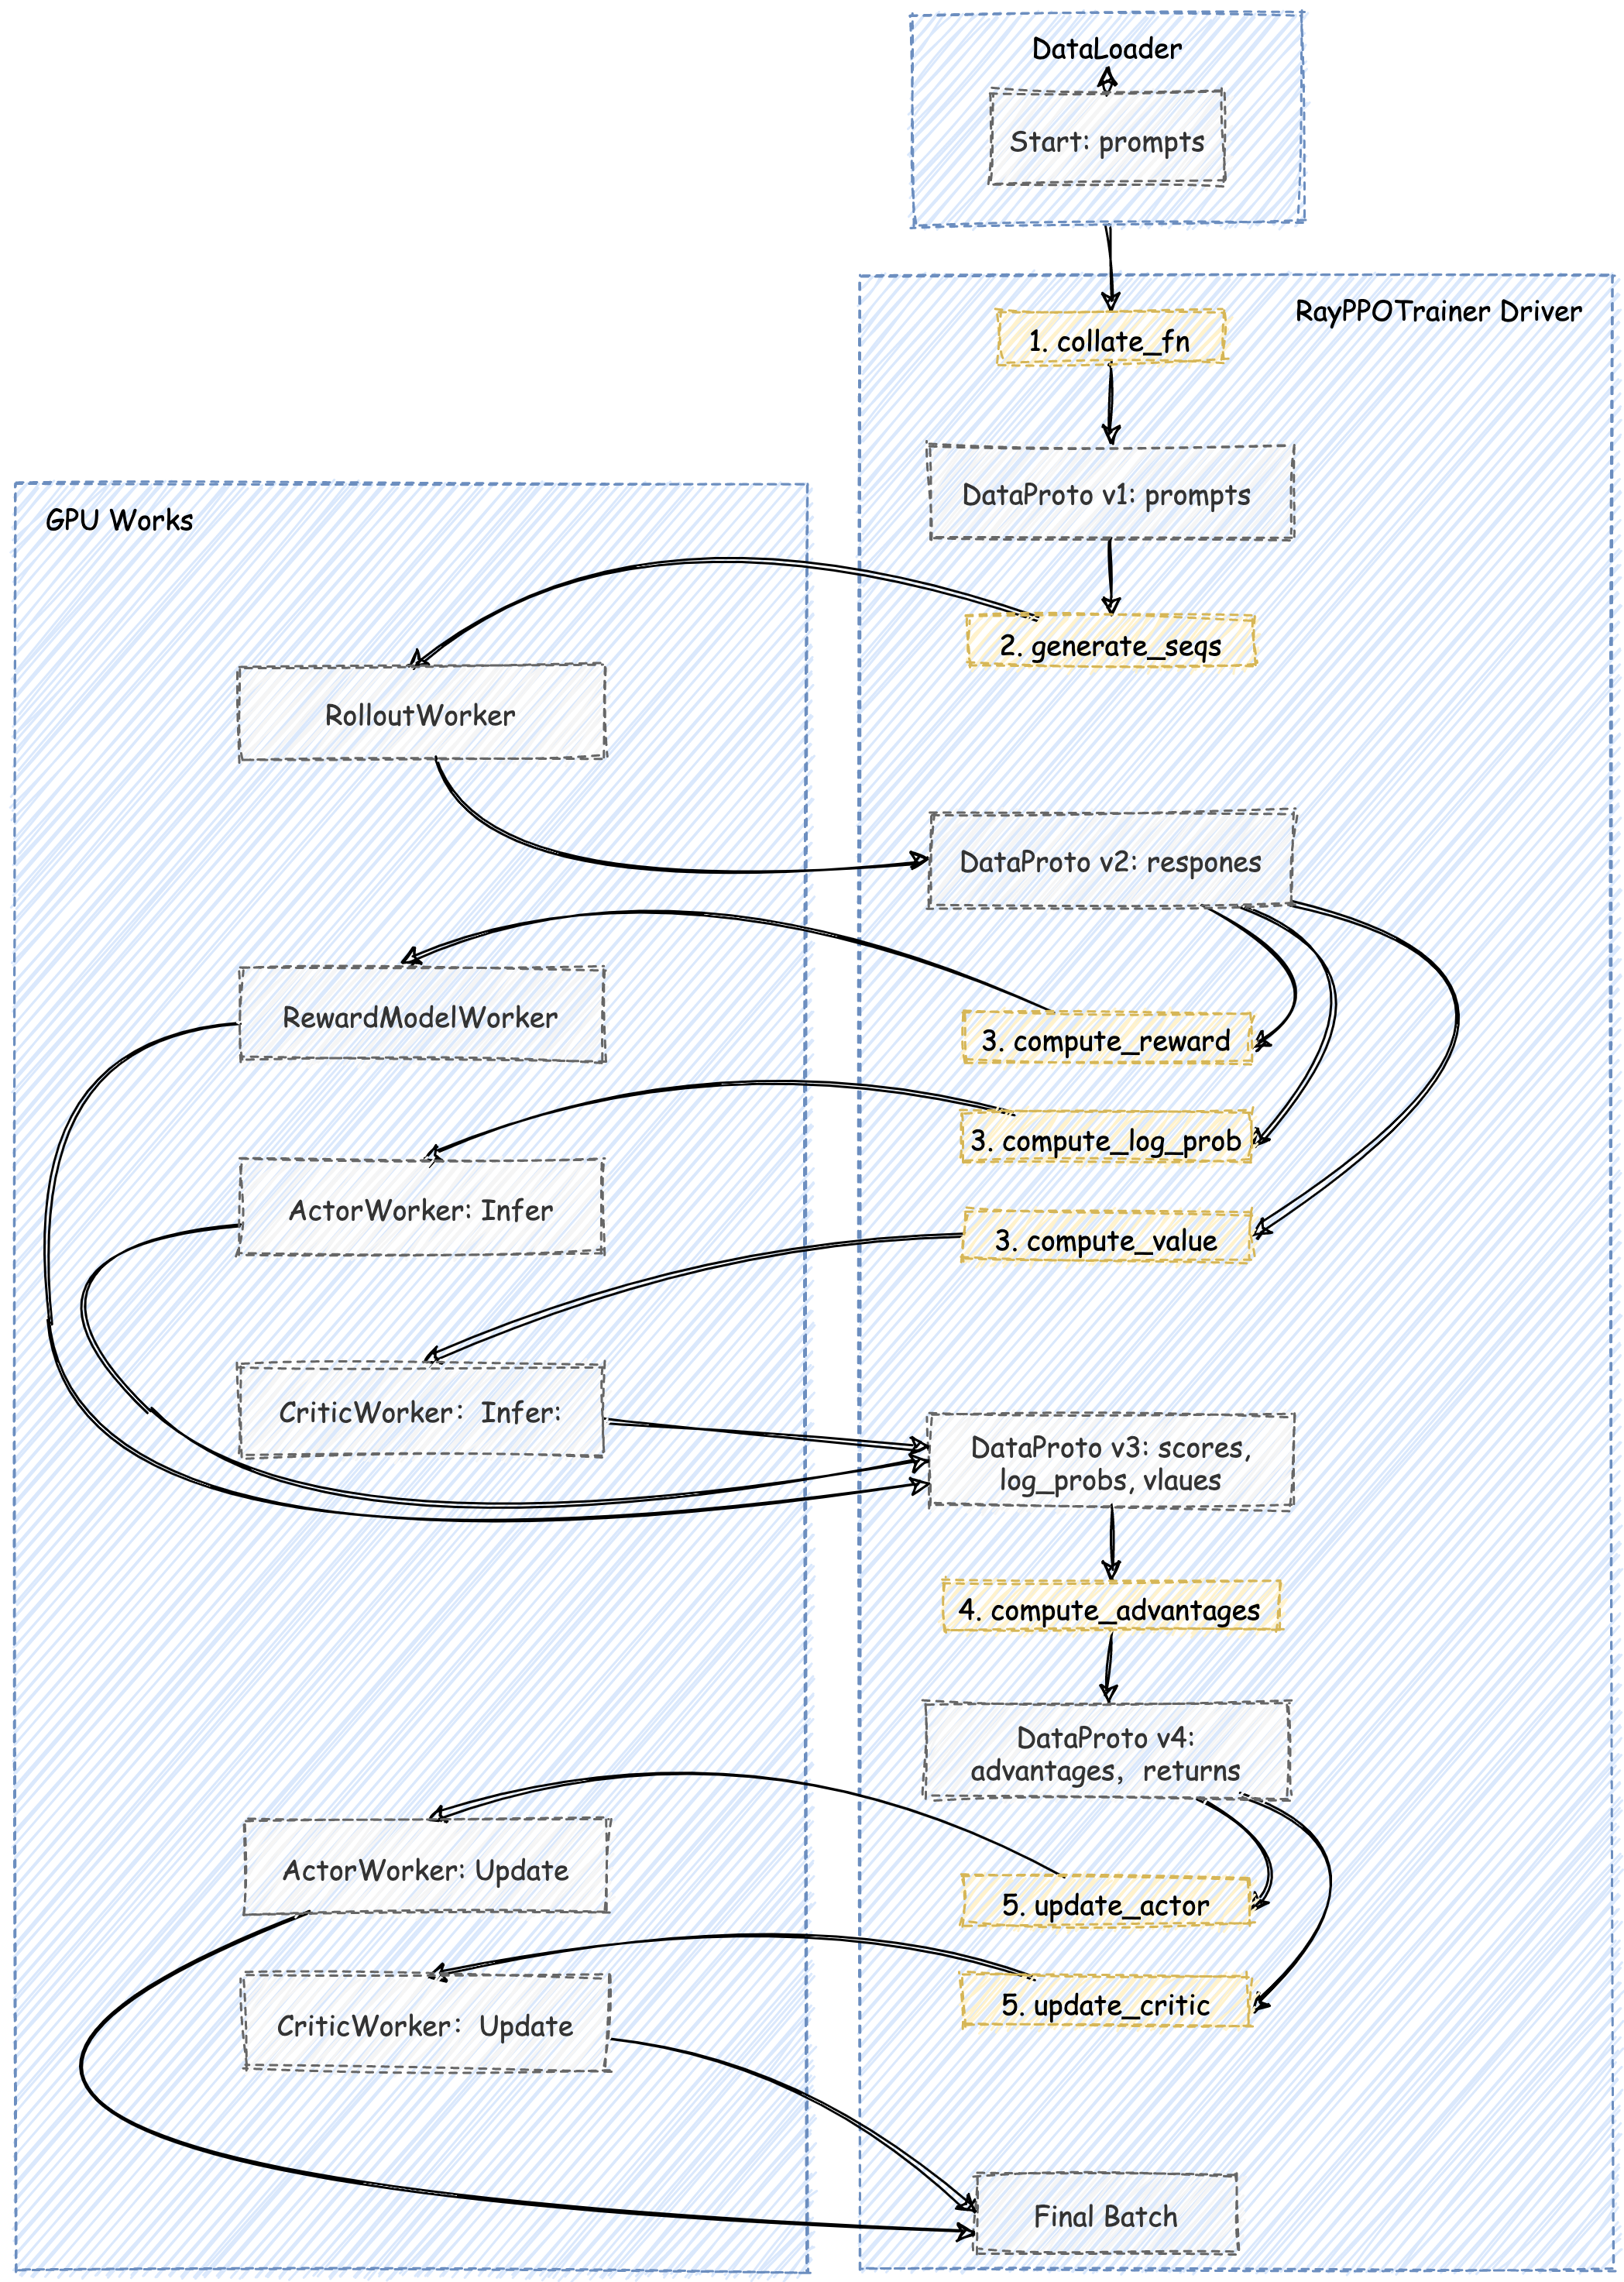 DataLoader
Start: prompts
RayPPOTrainer Driver
1. collate_fn
DataProto v1: prompts
GPU Works
2. generate_seqs
RolloutWorker
DataProto v2: respones
RewardModelWorker
3. compute_reward
3. compute_log_prob
ActorWorker: Infer
3. compute_value
CriticWorker：Infer:
DataProto v3: scores,
log_probs, vlaues
4. compute_advantages
DataProto v4:
advantages，returns
ActorWorker: Update
5. update_actor
5. update_critic
CriticWorker：Update
Final Batch